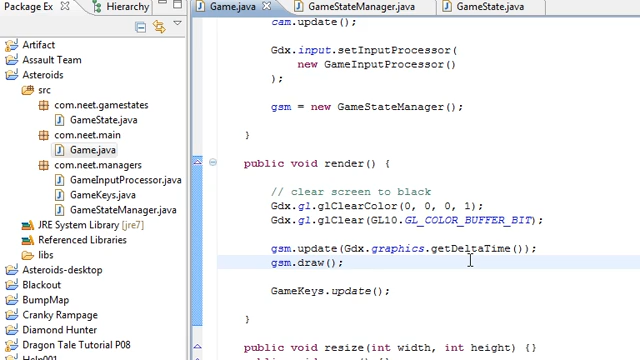 Package Ex
Hierarchy
Artifact
Assault Team
Asteroids
src
com.neet.gamestates
GameState.java
com.neet.main
Game.java
com.neet.managers
GameInputProcessor.java
GameKeys.java
GameStateManager.java
JRE System Library [jre7]
Referenced Libraries
libs
Asteroids-desktop
Blackout
BumpMap
Cranky Rampage
Diamond Hunter
Dragon Tale Tutorial P08
Game.java
GameStateManager.java
GameState.java
cam.update();
Gdx.input.setInputProcessor(
new GameInputProcessor()
);
gsm = new GameStateManager();
}
public void render() {
// clear screen to black
Gdx.gl.glClearColor(0, 0, 0, 1);
Gdx.gl.glClear(GL10.GL_COLOR_BUFFER_BIT);
gsm.update(Gdx.graphics.getDeltaTime());
gsm.draw();
GameKeys.update();
}
public void resize(int width, int height) {}